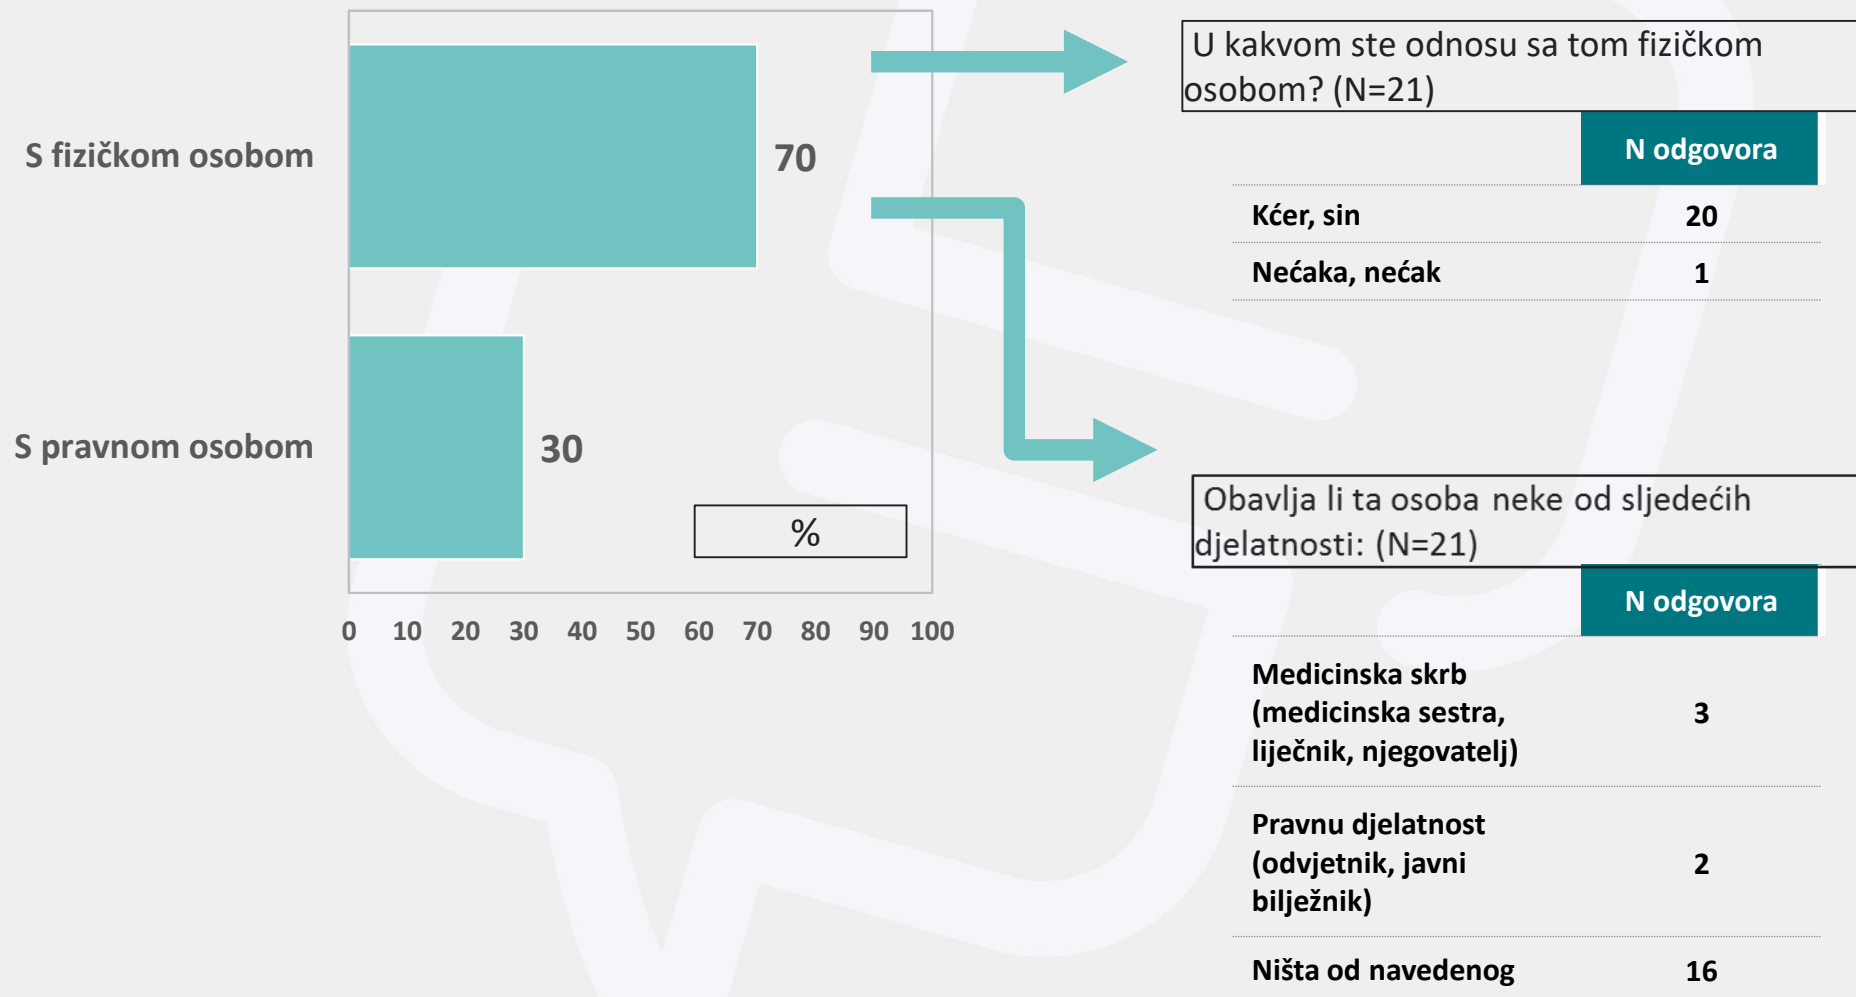 S fizičkom osobom
70
S pravnom osobom
30
%
0 10 20 30 40 50 60 70 80 90 100
U kakvom ste odnosu sa tom fizičkom
osobom? (N=21)
N odgovora
Kćer, sin 20
Nećaka, nećak 1
Obavlja li ta osoba neke od sljedećih
djelatnosti: (N=21)
N odgovora
Medicinska skrb
(medicinska sestra,
liječnik, njegovatelj)
3
Pravnu djelatnost
(odvjetnik, javni
bilježnik)
2
Ništa od navedenog 16